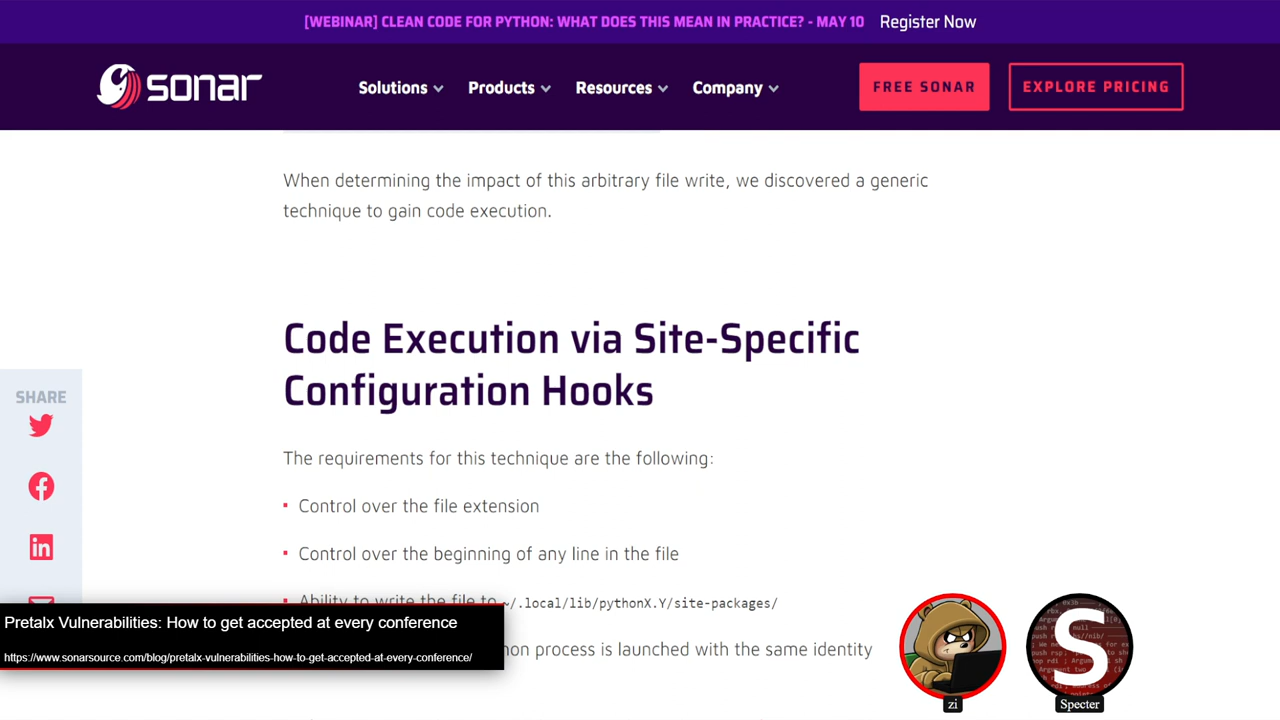 [WEBINAR] CLEAN CODE FOR PYTHON: WHAT DOES THIS MEAN IN PRACTICE? - MAY 10 Register Now
sonar Solutions Products Resources Company FREE SONAR EXPLORE PRICING
When determining the impact of this arbitrary file write, we discovered a generic
technique to gain code execution.
Code Execution via Site-Specific
Configuration Hooks
SHARE
The requirements for this technique are the following:
Control over the file extension
Control over the beginning of any line in the file
Ability to write the file to ~/.local/lib/pythonX.Y/site-packages/
process is launched with the same identity
Pretalx Vulnerabilities: How to get accepted at every conference
https://www.sonarsource.com/blog/pretalx-vulnerabilities-how-to-get-accepted-at-every-conference/
zi
S
Specter